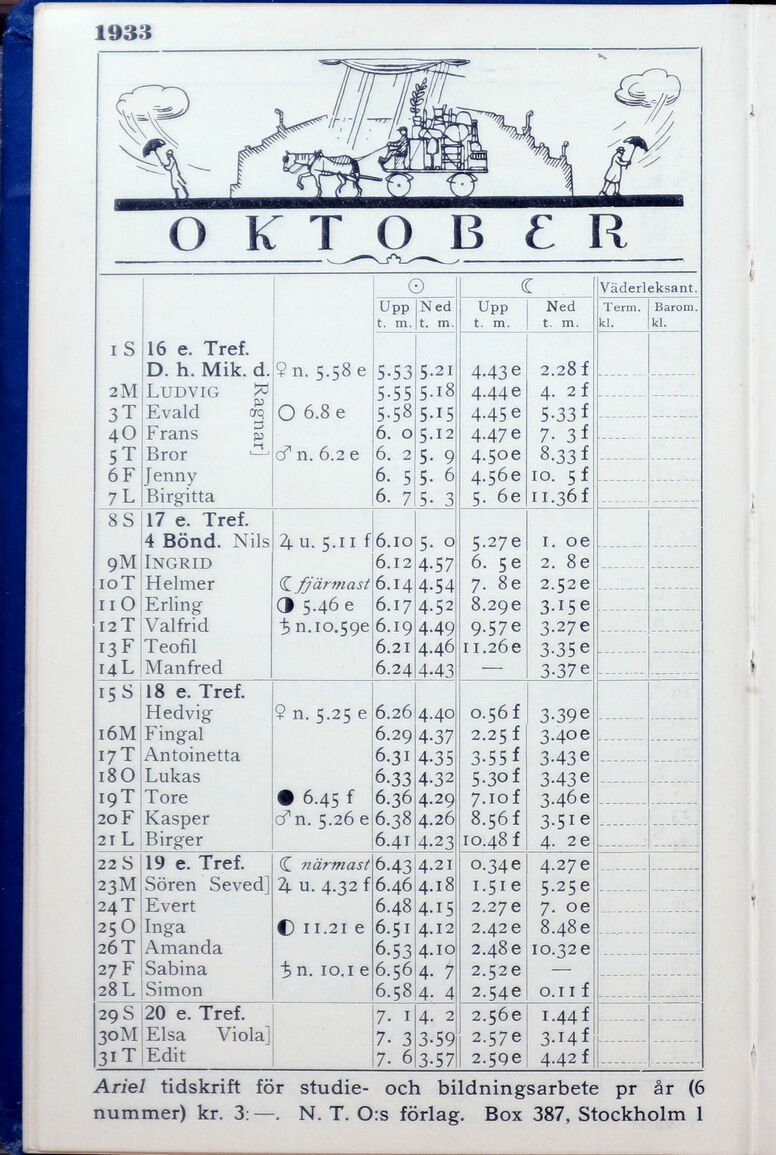 1933
OKTOBER
☉ ☾ Väderleksant.
Upp Ned Upp Ned Term. Barom.
t. m. t. m. t. m. t. m. kl. kl.
1 S 16 e. Tref.
D. h. Mik. d. ♀ n. 5.58 e 5.53 5.21 4.43 e 2.28 f
2 M LUDVIG Ragnar] 5.55 5.18 4.44 e 4. 2 f
3 T Evald ○ 6.8 e 5.58 5.15 4.45 e 5.33 f
4 O Frans 6. 0 5.12 4.47 e 7. 3 f
5 T Bror ♂ n. 6.2 e 6. 2 5. 9 4.50 e 8.33 f
6 F Jenny 6. 5 5. 6 4.56 e 10. 5 f
7 L Birgitta 6. 7 5. 3 5. 6 e 11.36 f
8 S 17 e. Tref.
4 Bönd. Nils ♃ u. 5.11 f 6.10 5. 0 5.27 e 1. 0 e
9 M INGRID 6.12 4.57 6. 5 e 2. 8 e
10 T Helmer ☾ fjärmast 6.14 4.54 7. 8 e 2.52 e
11 O Erling ◑ 5.46 e 6.17 4.52 8.29 e 3.15 e
12 T Valfrid ♄ n. 10.59 e 6.19 4.49 9.57 e 3.27 e
13 F Teofil 6.21 4.46 11.26 e 3.35 e
14 L Manfred 6.24 4.43 — 3.37 e
15 S 18 e. Tref.
Hedvig ♀ n. 5.25 e 6.26 4.40 0.56 f 3.39 e
16 M Fingal 6.29 4.37 2.25 f 3.40 e
17 T Antoinetta 6.31 4.35 3.55 f 3.43 e
18 O Lukas 6.33 4.32 5.30 f 3.43 e
19 T Tore ● 6.45 f 6.36 4.29 7.10 f 3.46 e
20 F Kasper ♂ n. 5.26 e 6.38 4.26 8.56 f 3.51 e
21 L Birger 6.41 4.23 10.48 f 4. 2 e
22 S 19 e. Tref. ☾ närmast 6.43 4.21 0.34 e 4.27 e
23 M Sören Seved] ♃ u. 4.32 f 6.46 4.18 1.51 e 5.25 e
24 T Evert 6.48 4.15 2.27 e 7. 0 e
25 O Inga ◐ 11.21 e 6.51 4.12 2.42 e 8.48 e
26 T Amanda 6.53 4.10 2.48 e 10.32 e
27 F Sabina ♄ n. 10.1 e 6.56 4. 7 2.52 e —
28 L Simon 6.58 4. 4 2.54 e 0.11 f
29 S 20 e. Tref. 7. 1 4. 2 2.56 e 1.44 f
30 M Elsa Viola] 7. 3 3.59 2.57 e 3.14 f
31 T Edit 7. 6 3.57 2.59 e 4.42 f
Ariel tidskrift för studie- och bildningsarbete pr år (6
nummer) kr. 3: —. N. T. O:s förlag. Box 387, Stockholm 1